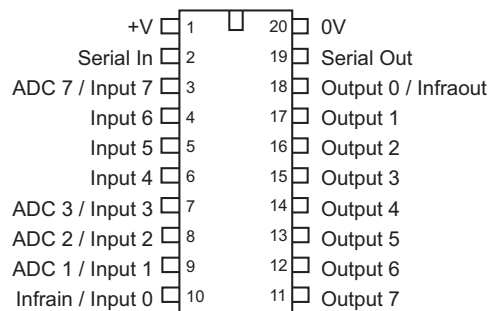 +V 1 20 0V
Serial In 2 19 Serial Out
ADC 7 / Input 7 3 18 Output 0 / Infraout
Input 6 4 17 Output 1
Input 5 5 16 Output 2
Input 4 6 15 Output 3
ADC 3 / Input 3 7 14 Output 4
ADC 2 / Input 2 8 13 Output 5
ADC 1 / Input 1 9 12 Output 6
Infrain / Input 0 10 11 Output 7